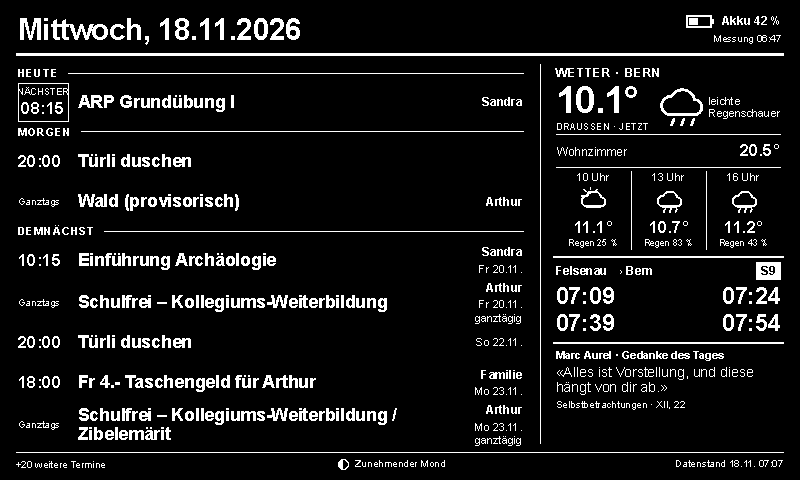 Mittwoch, 18.11.2026
Akku 42 %
Messung 06:47
HEUTE
NÄCHSTER
08:15
ARP Grundübung I
Sandra
MORGEN
20:00
Türli duschen
Ganztags
Wald (provisorisch)
Arthur
DEMNÄCHST
10:15
Einführung Archäologie
Sandra
Fr 20.11.
Ganztags
Schulfrei – Kollegiums-Weiterbildung
Arthur
Fr 20.11.
ganztägig
20:00
Türli duschen
So 22.11.
18:00
Fr 4.- Taschengeld für Arthur
Familie
Mo 23.11.
Ganztags
Schulfrei – Kollegiums-Weiterbildung /
Zibelemärit
Arthur
Mo 23.11.
ganztägig
WETTER · BERN
10.1°
leichte
Regenschauer
DRAUSSEN · JETZT
Wohnzimmer
20.5°
10 Uhr
13 Uhr
16 Uhr
11.1°
10.7°
11.2°
Regen 25 %
Regen 83 %
Regen 43 %
Felsenau → Bern
S9
07:09
07:24
07:39
07:54
Marc Aurel · Gedanke des Tages
«Alles ist Vorstellung, und diese
hängt von dir ab.»
Selbstbetrachtungen · XII, 22
+20 weitere Termine
Zunehmender Mond
Datenstand 18.11. 07:07